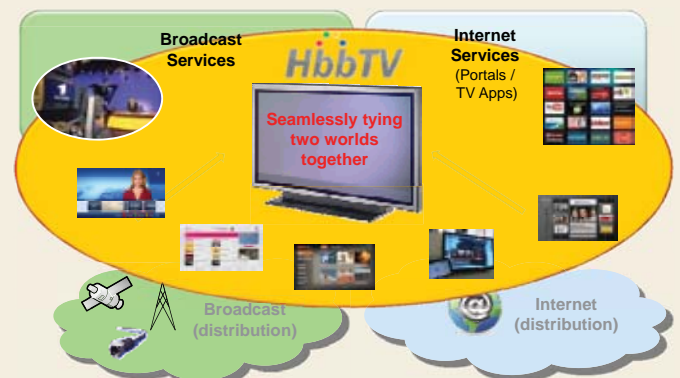 Broadcast
Services
HbbTV
Internet
Services
(Portals /
TV Apps)
Seamlessly tying
two worlds
together
Broadcast
(distribution)
@
Internet
(distribution)